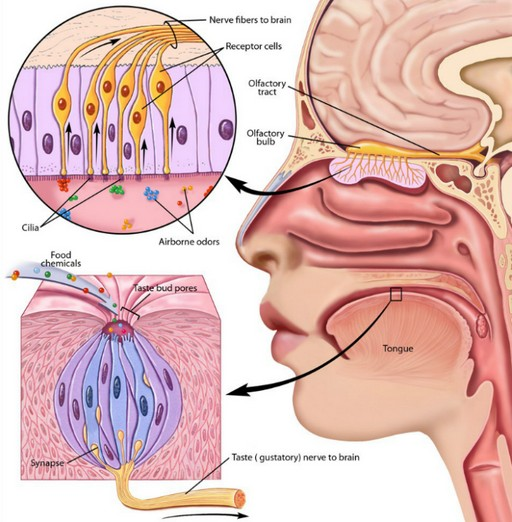 Nerve fibers to brain
Receptor cells
Olfactory
tract
Olfactory
bulb
Cilia
Airborne odors
Food
chemicals
Taste bud pores
Tongue
Synapse
Taste ( gustatory) nerve to brain